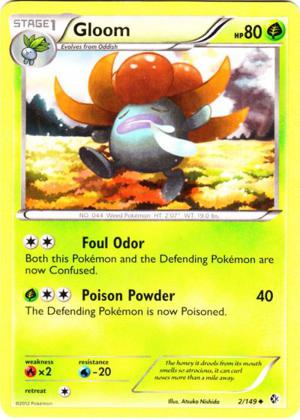 STAGE1 Gloom HP80
Evolves from Oddish
NO. 044 Weed Pokémon HT. 2'07" WT. 19.0 lbs.
Foul Odor
Both this Pokémon and the Defending Pokémon are
now Confused.
Poison Powder 40
The Defending Pokémon is now Poisoned.
weakness resistance
×2 -20
retreat
The honey it drools from its mouth
smells so atrocious, it can curl
noses more than a mile away.
©2012 Pokémon Illus. Atsuko Nishida 2/149